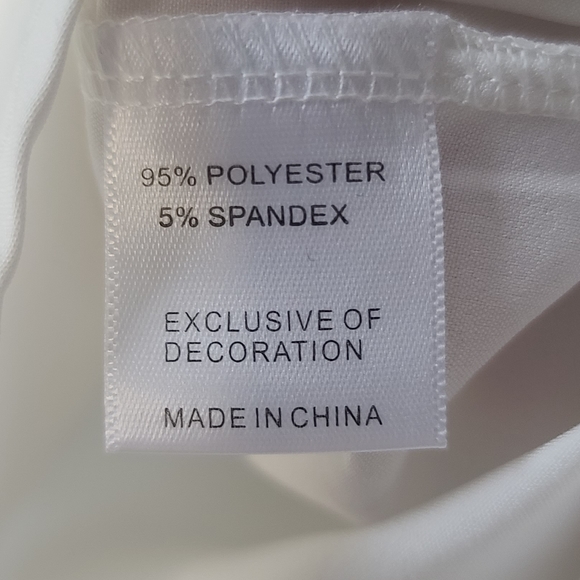 95% POLYESTER
5% SPANDEX
EXCLUSIVE OF
DECORATION
MADE IN CHINA